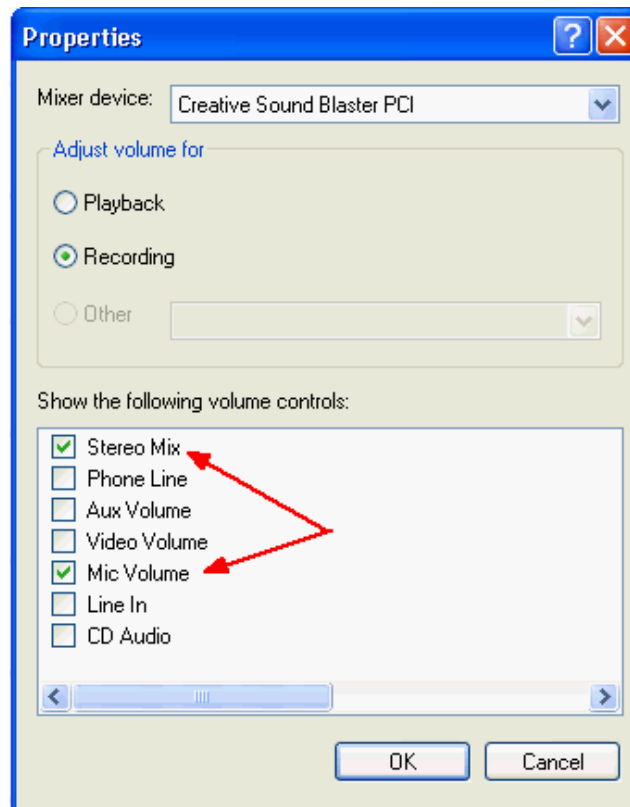 Properties
Mixer device: Creative Sound Blaster PCI
Adjust volume for
Playback
Recording
Other
Show the following volume controls:
Stereo Mix
Phone Line
Aux Volume
Video Volume
Mic Volume
Line In
CD Audio
OK Cancel